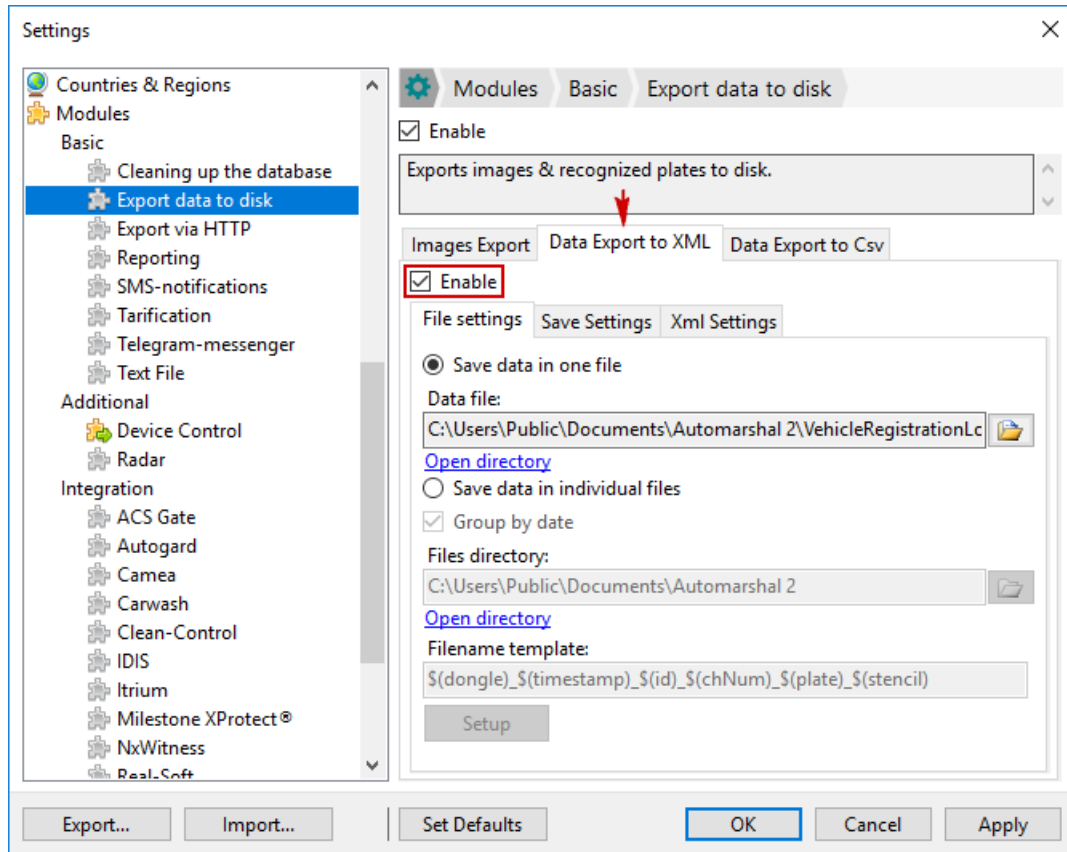 Settings
Countries & Regions
Modules
Basic
Cleaning up the database
Export data to disk
Export via HTTP
Reporting
SMS-notifications
Tarification
Telegram-messenger
Text File
Additional
Device Control
Radar
Integration
ACS Gate
Autogard
Camea
Carwash
Clean-Control
IDIS
Itrium
Milestone XProtect®
NxWitness
Real-Soft
Modules Basic Export data to disk
Enable
Exports images & recognized plates to disk.
Images Export Data Export to XML Data Export to Csv
Enable
File settings Save Settings Xml Settings
Save data in one file
Data file:
C:\Users\Public\Documents\Automarshal 2\VehicleRegistrationLc
Open directory
Save data in individual files
Group by date
Files directory:
C:\Users\Public\Documents\Automarshal 2
Open directory
Filename template:
$(dongle)_$(timestamp)_$(id)_$(chNum)_$(plate)_$(stencil)
Setup
Export... Import... Set Defaults OK Cancel Apply